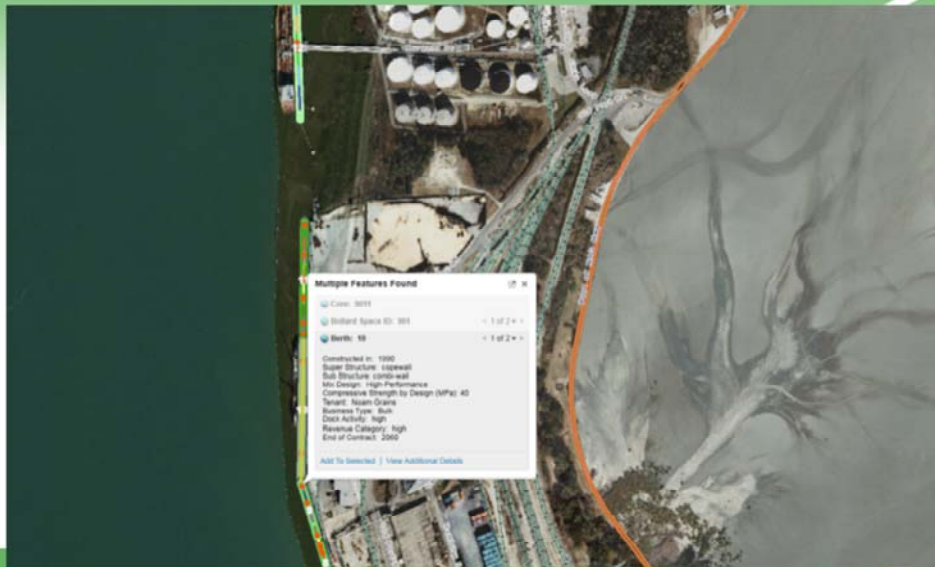 Multiple Features Found
Core: 9011
Bollard Space ID: 901
< 1 of 2 >
Berth: 10
< 1 of 2 >
Constructed in: 1990
Super Structure: copewall
Sub Structure: combi-wall
Mix Design: High-Performance
Compressive Strength by Design (MPa): 40
Tenant: Noam Grains
Business Type: Bulk
Dock Activity: high
Revenue Category: high
End of Contract: 2060
Add To Selected | View Additional Details